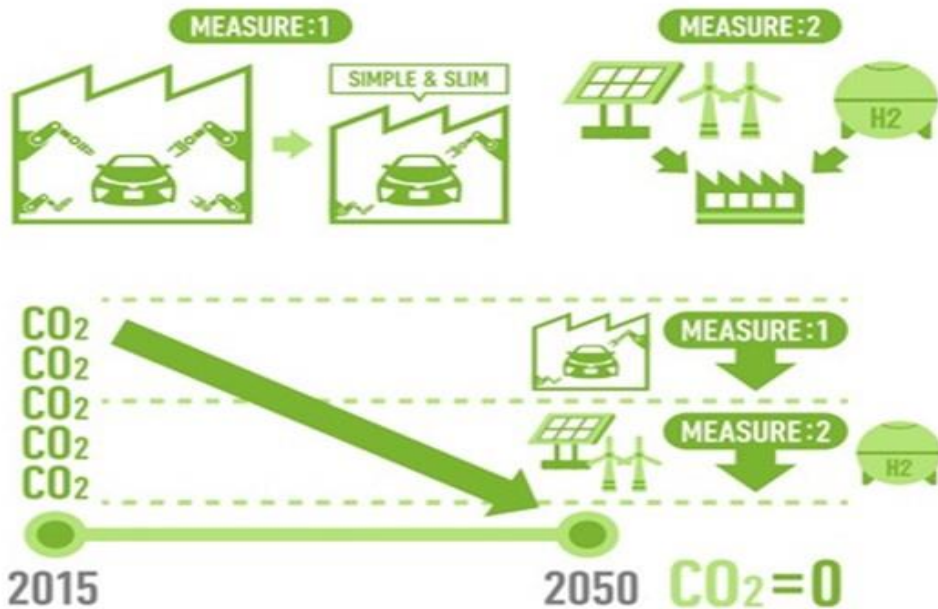 MEASURE:1
MEASURE:2
SIMPLE & SLIM
H2
CO2
CO2
CO2
CO2
CO2
MEASURE:1
MEASURE:2
H2
2015
2050
CO2=0